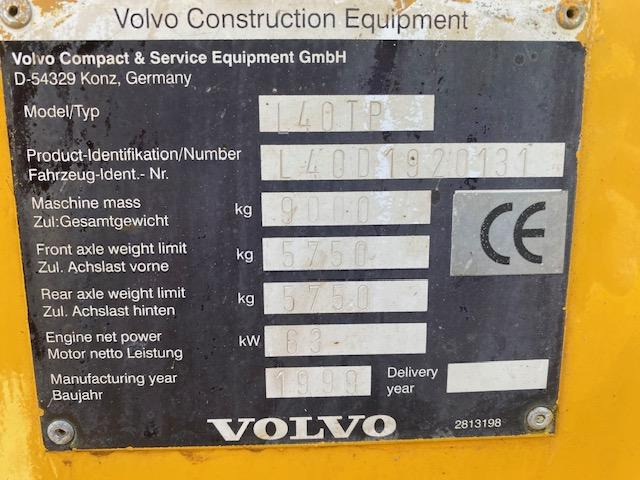 Volvo Construction Equipment
Volvo Compact & Service Equipment GmbH
D-54329 Konz, Germany
Model/Typ L40TP
Product-Identifikation/Number
Fahrzeug-Ident.- Nr. L40D1920131
Maschine mass
Zul:Gesamtgewicht kg 9000
Front axle weight limit
Zul. Achslast vorne kg 5750
Rear axle weight limit
Zul. Achslast hinten kg 5750
Engine net power
Motor netto Leistung kW 63
Manufacturing year
Baujahr 1999
Delivery
year
CE
VOLVO
2813198